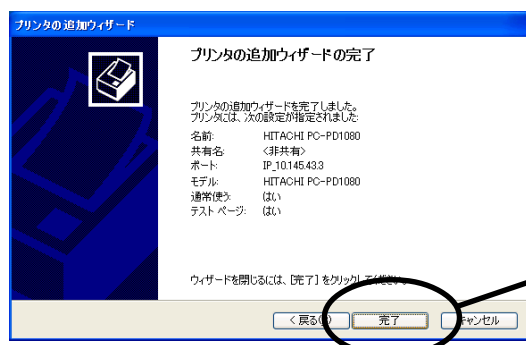 プリンタの追加ウィザード
プリンタの追加ウィザードの完了
プリンタの追加ウィザードを完了しました。
プリンタには、次の設定が指定されました:
名前: HITACHI PC-PD1080
共有名: <非共有>
ポート: IP_10.145.43.3
モデル: HITACHI PC-PD1080
通常使う: はい
テスト ページ: はい
ウィザードを閉じるには、[完了] をクリックしてください。
< 戻る(B) 完了 キャンセル